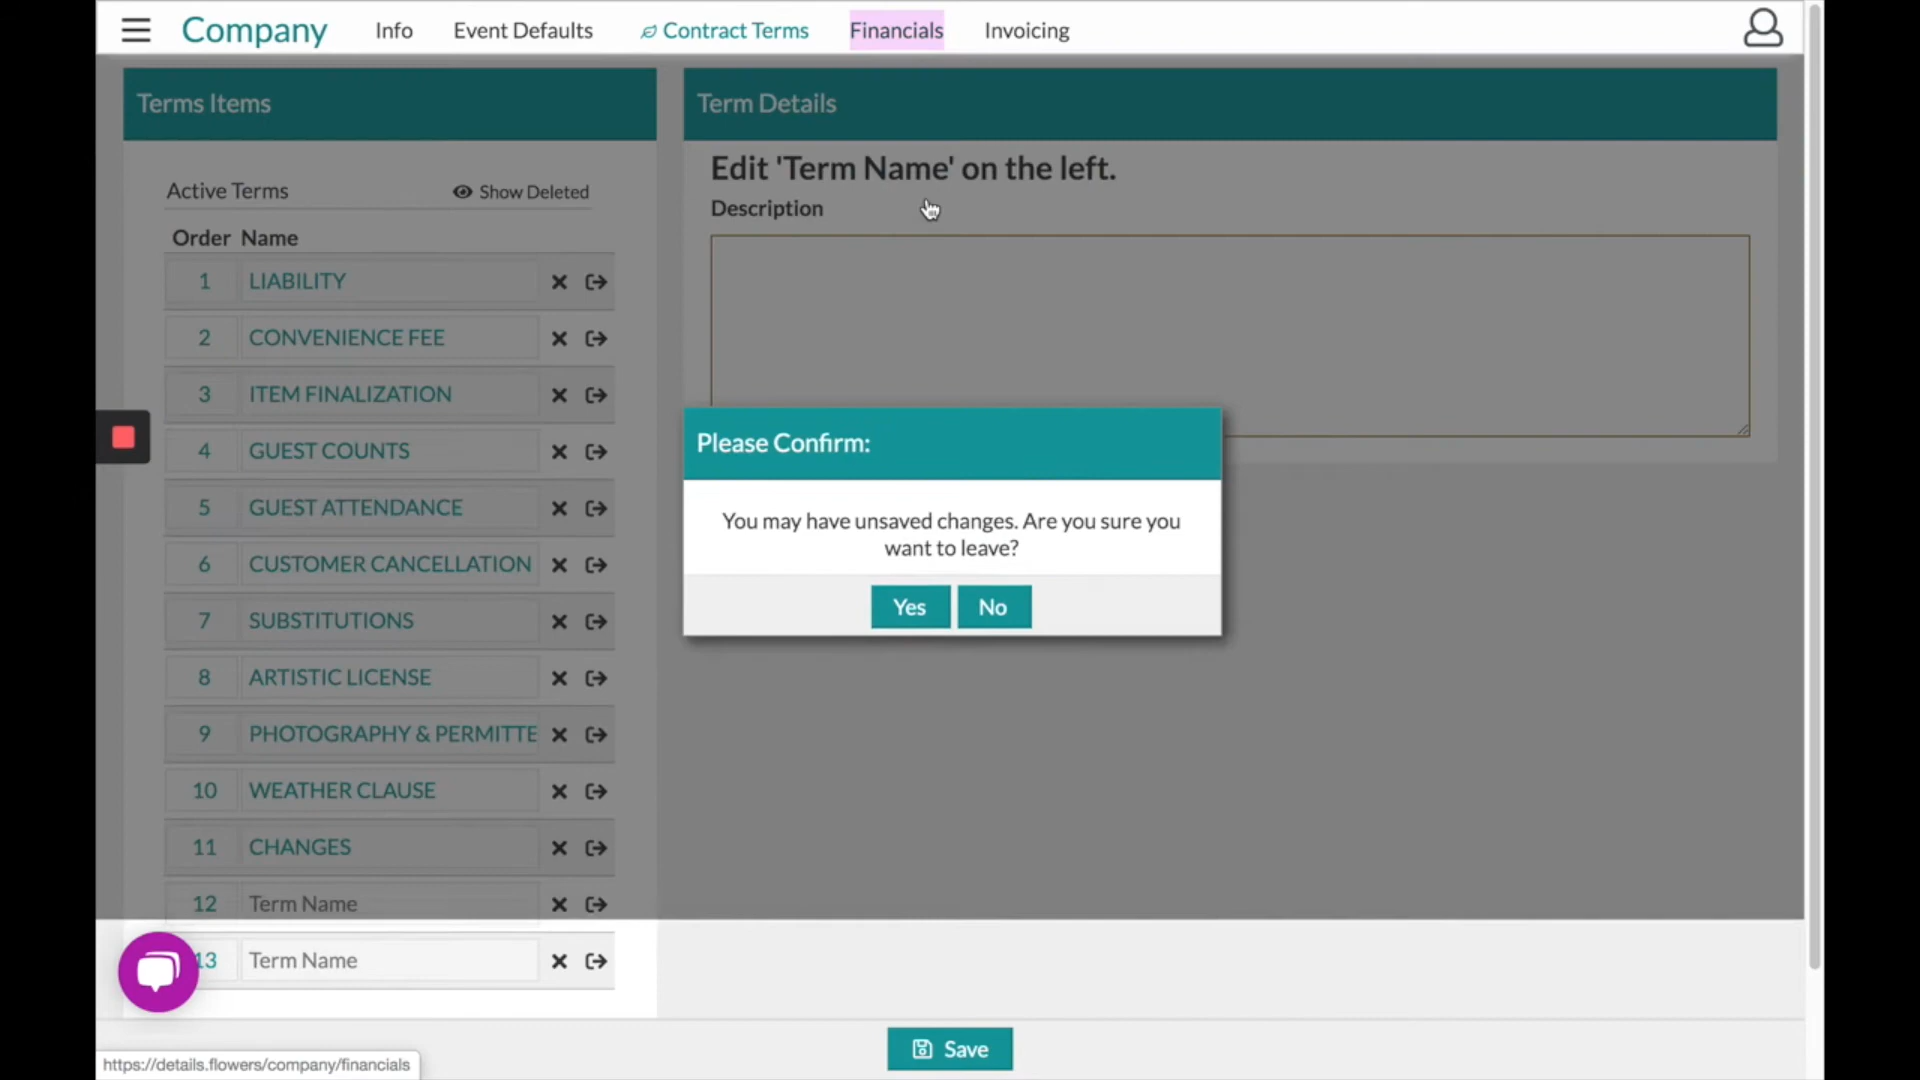 Company Info Event Defaults Contract Terms Financials Invoicing
Terms Items
Active Terms Show Deleted
Order Name
1 LIABILITY
2 CONVENIENCE FEE
3 ITEM FINALIZATION
4 GUEST COUNTS
5 GUEST ATTENDANCE
6 CUSTOMER CANCELLATION
7 SUBSTITUTIONS
8 ARTISTIC LICENSE
9 PHOTOGRAPHY & PERMITTE
10 WEATHER CLAUSE
11 CHANGES
12 Term Name
13 Term Name
Term Details
Edit 'Term Name' on the left.
Description
Please Confirm:
You may have unsaved changes. Are you sure you
want to leave?
Yes No
Save
https://details.flowers/company/financials